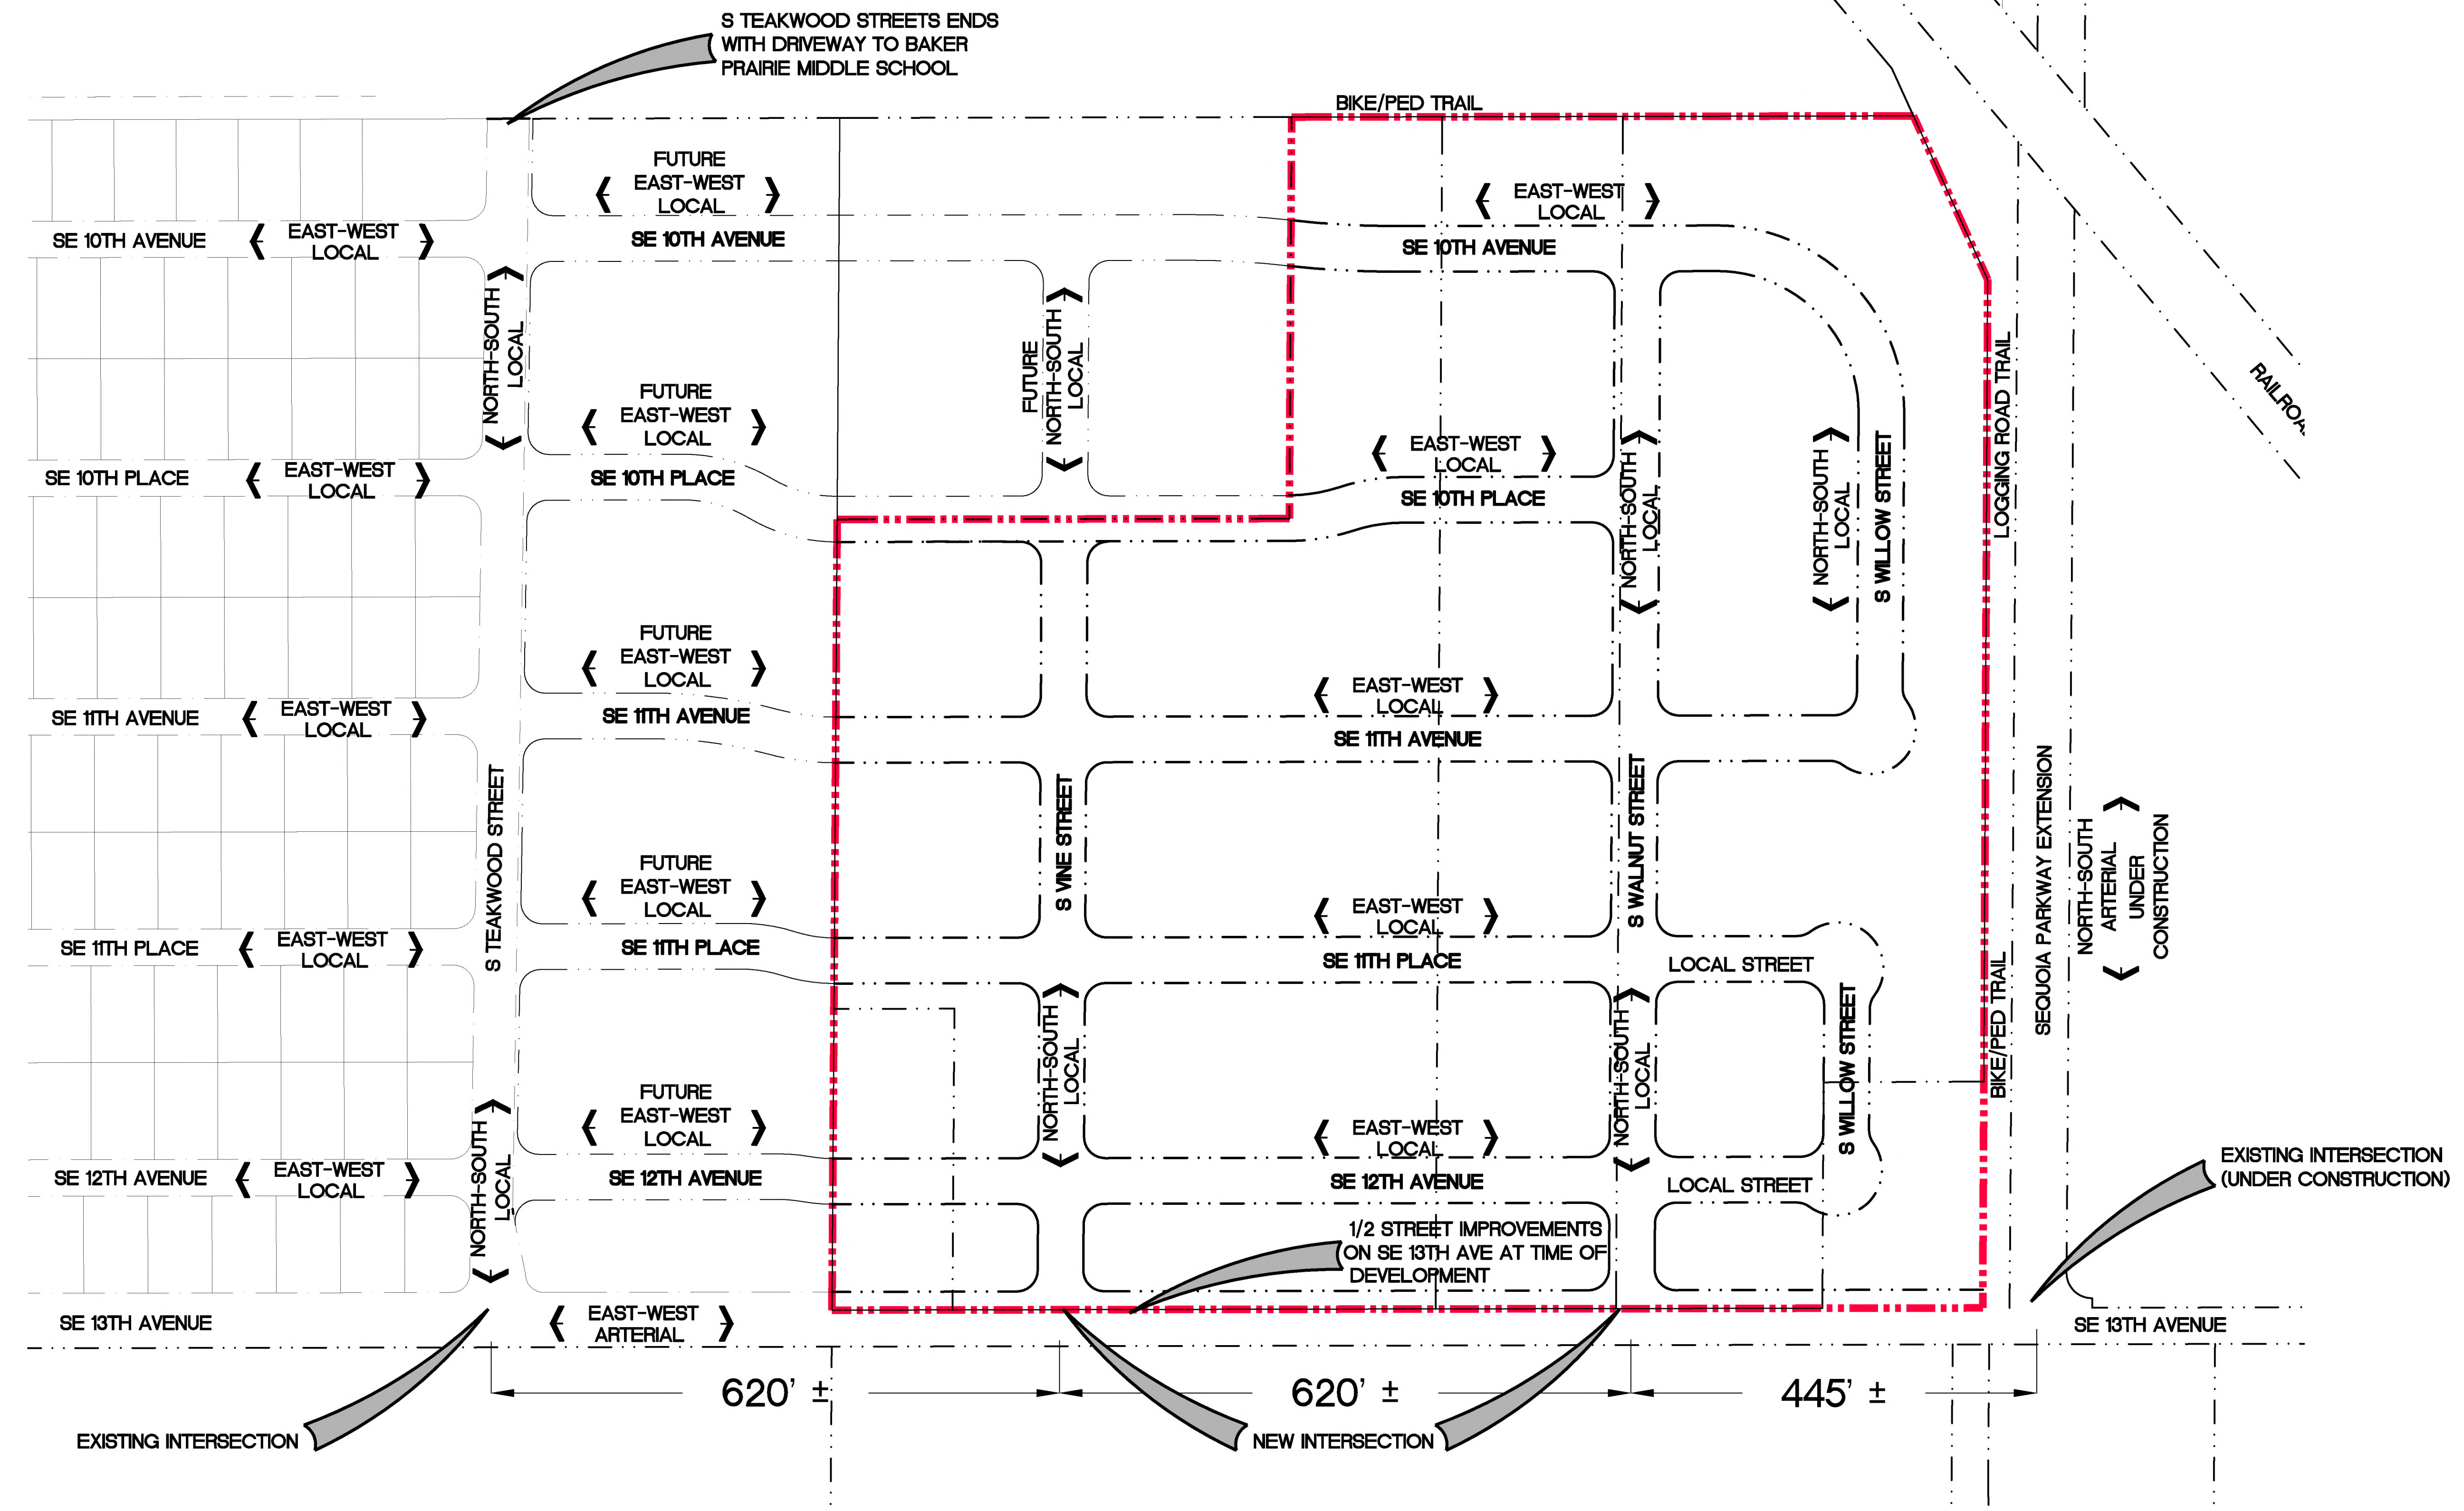 S TEAKWOOD STREETS ENDS
WITH DRIVEWAY TO BAKER
PRAIRIE MIDDLE SCHOOL
BIKE/PED TRAIL
FUTURE
EAST-WEST
LOCAL
EAST-WEST
LOCAL
SE 10TH AVENUE
EAST-WEST
LOCAL
SE 10TH AVENUE
SE 10TH AVENUE
NORTH-SOUTH
LOCAL
FUTURE
NORTH-SOUTH
LOCAL
LOGGING ROAD TRAIL
RAILROA
FUTURE
EAST-WEST
LOCAL
EAST-WEST
LOCAL
NORTH-SOUTH
LOCAL
NORTH-SOUTH
LOCAL
S WILLOW STREET
SE 10TH PLACE
EAST-WEST
LOCAL
SE 10TH PLACE
SE 10TH PLACE
FUTURE
EAST-WEST
LOCAL
EAST-WEST
LOCAL
SE 11TH AVENUE
EAST-WEST
LOCAL
SE 11TH AVENUE
SE 11TH AVENUE
S TEAKWOOD STREET
S VINE STREET
S WALNUT STREET
SEQUOIA PARKWAY EXTENSION
NORTH-SOUTH
ARTERIAL
UNDER
CONSTRUCTION
FUTURE
EAST-WEST
LOCAL
EAST-WEST
LOCAL
SE 11TH PLACE
EAST-WEST
LOCAL
SE 11TH PLACE
SE 11TH PLACE
LOCAL STREET
NORTH-SOUTH
LOCAL
NORTH-SOUTH
LOCAL
S WILLOW STREET
BIKE/PED TRAIL
FUTURE
EAST-WEST
LOCAL
EAST-WEST
LOCAL
NORTH-SOUTH
LOCAL
SE 12TH AVENUE
EAST-WEST
LOCAL
SE 12TH AVENUE
SE 12TH AVENUE
LOCAL STREET
EXISTING INTERSECTION
(UNDER CONSTRUCTION)
1/2 STREET IMPROVEMENTS
ON SE 13TH AVE AT TIME OF
DEVELOPMENT
SE 13TH AVENUE
EAST-WEST
ARTERIAL
SE 13TH AVENUE
620' ±
620' ±
445' ±
EXISTING INTERSECTION
NEW INTERSECTION